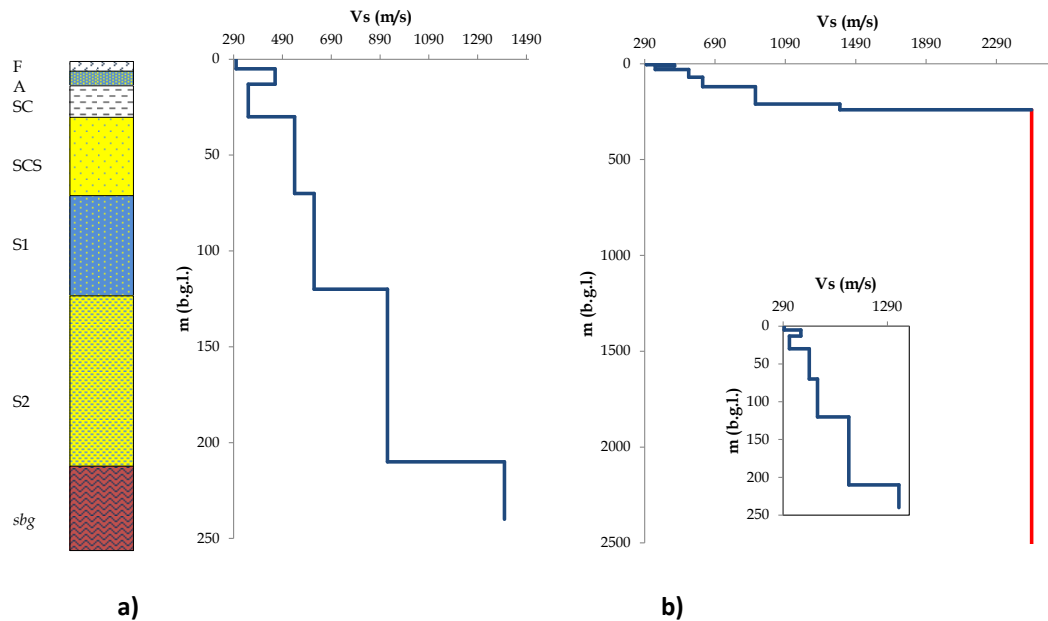 Vs (m/s)
290 490 690 890 1090 1290 1490
0
50
100
150
200
250
m (b.g.l.)
F
A
SC
SCS
S1
S2
sbg
a)
Vs (m/s)
290 690 1090 1490 1890 2290
0
500
1000
1500
2000
2500
m (b.g.l.)
Vs (m/s)
290 1290
0
50
100
150
200
250
m (b.g.l.)
b)